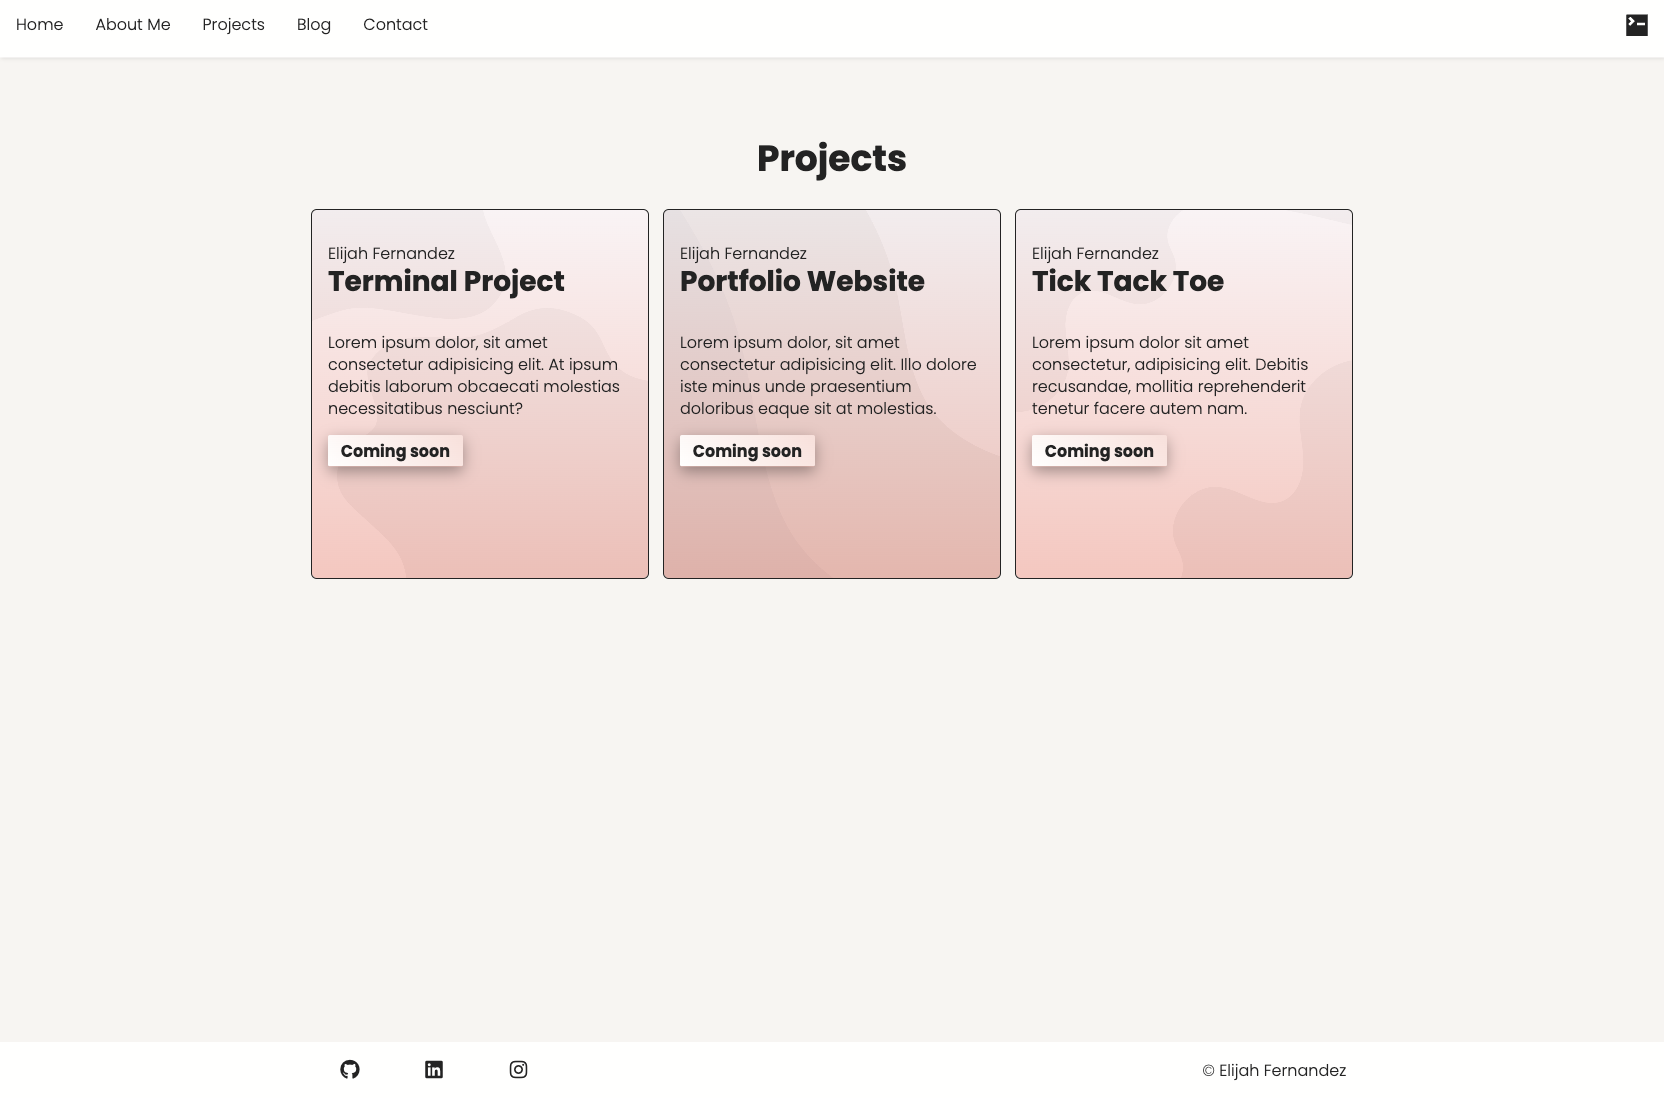 Home About Me Projects Blog Contact
Projects
Elijah Fernandez
Terminal Project
Lorem ipsum dolor, sit amet
consectetur adipisicing elit. At ipsum
debitis laborum obcaecati molestias
necessitatibus nesciunt?
Coming soon
Elijah Fernandez
Portfolio Website
Lorem ipsum dolor, sit amet
consectetur adipisicing elit. Illo dolore
iste minus unde praesentium
doloribus eaque sit at molestias.
Coming soon
Elijah Fernandez
Tick Tack Toe
Lorem ipsum dolor sit amet
consectetur, adipisicing elit. Debitis
recusandae, mollitia reprehenderit
tenetur facere autem nam.
Coming soon
© Elijah Fernandez